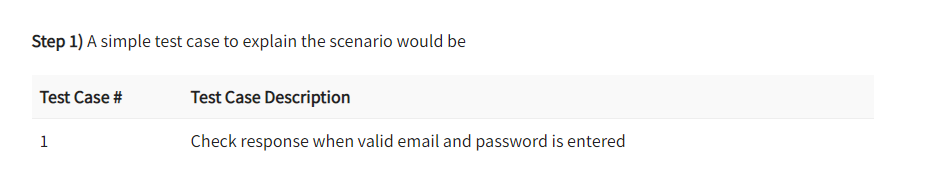 Step 1) A simple test case to explain the scenario would be
Test Case # Test Case Description
1 Check response when valid email and password is entered